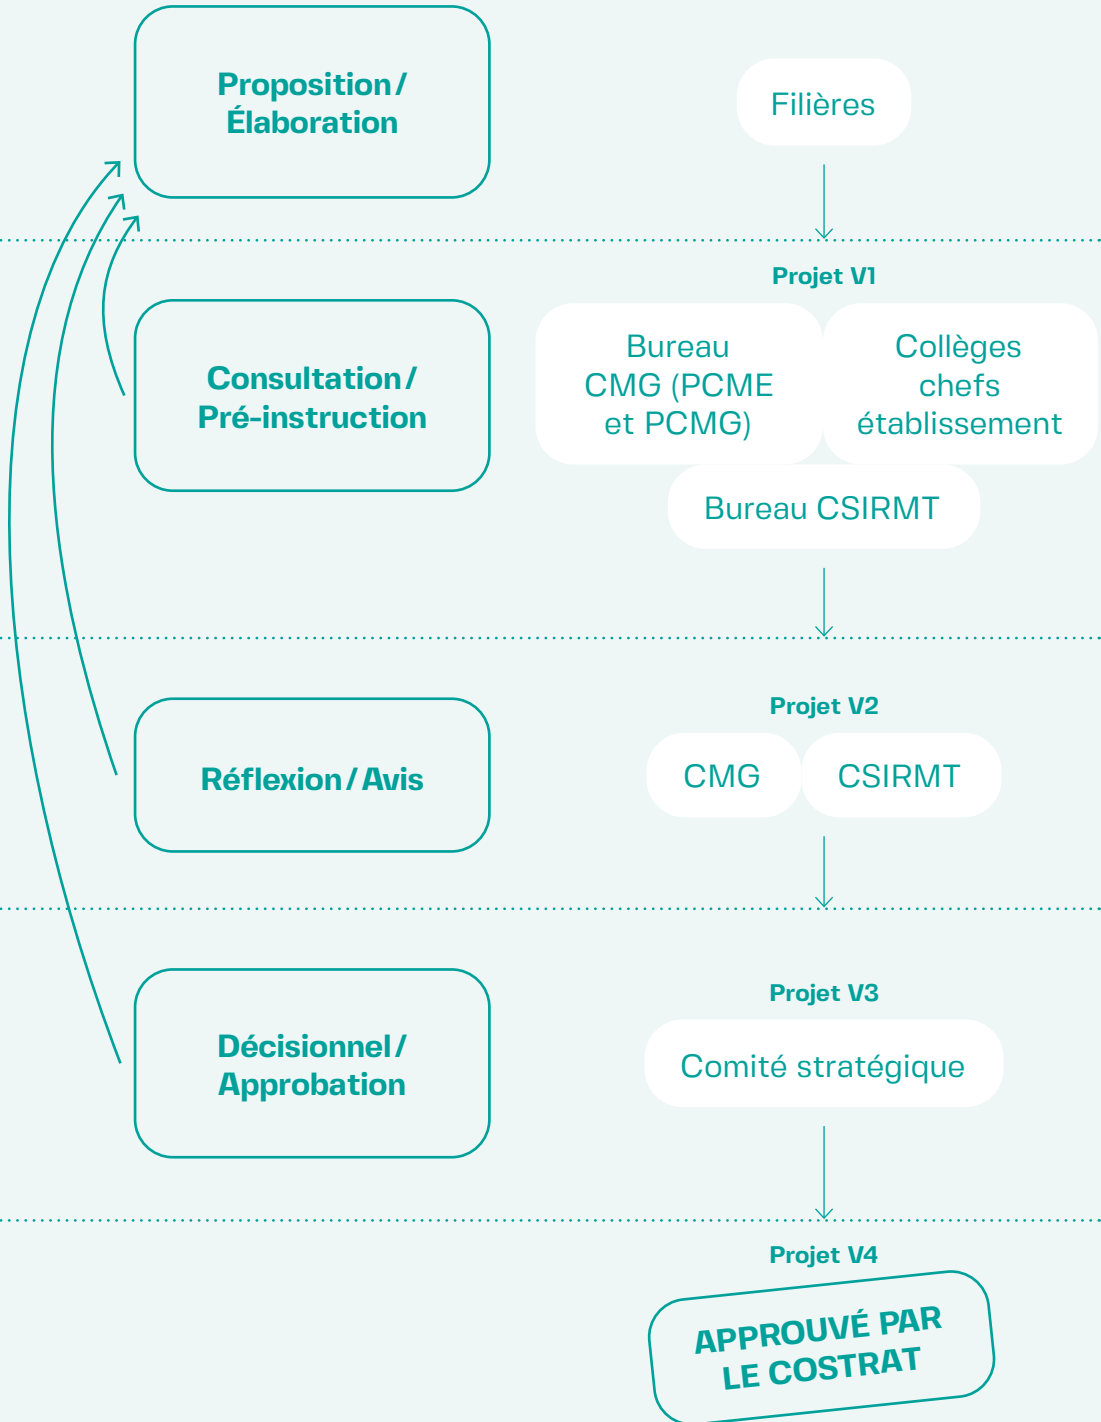 Proposition /
Élaboration
Filières
Projet V1
Consultation /
Pré-instruction
Bureau
CMG (PCME
et PCMG)
Collèges
chefs
établissement
Bureau CSIRMT
Projet V2
Réflexion / Avis
CMG
CSIRMT
Projet V3
Décisionnel /
Approbation
Comité stratégique
Projet V4
APPROUVÉ PAR
LE COSTRAT